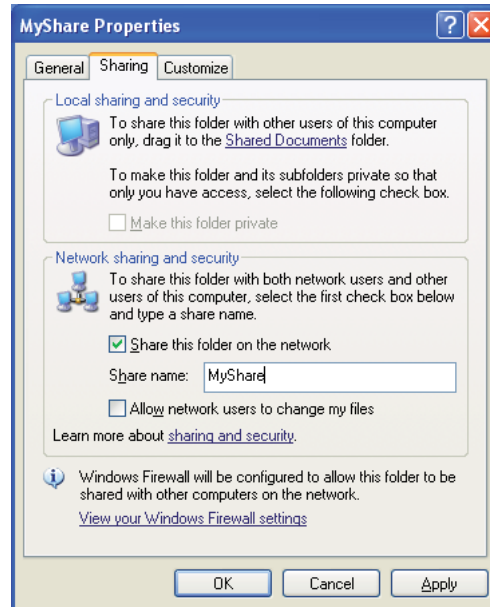 MyShare Properties
General Sharing Customize
Local sharing and security
To share this folder with other users of this computer
only, drag it to the Shared Documents folder.
To make this folder and its subfolders private so that
only you have access, select the following check box.
Make this folder private
Network sharing and security
To share this folder with both network users and other
users of this computer, select the first check box below
and type a share name.
Share this folder on the network
Share name: MyShare
Allow network users to change my files
Learn more about sharing and security.
Windows Firewall will be configured to allow this folder to be
shared with other computers on the network.
View your Windows Firewall settings
OK Cancel Apply